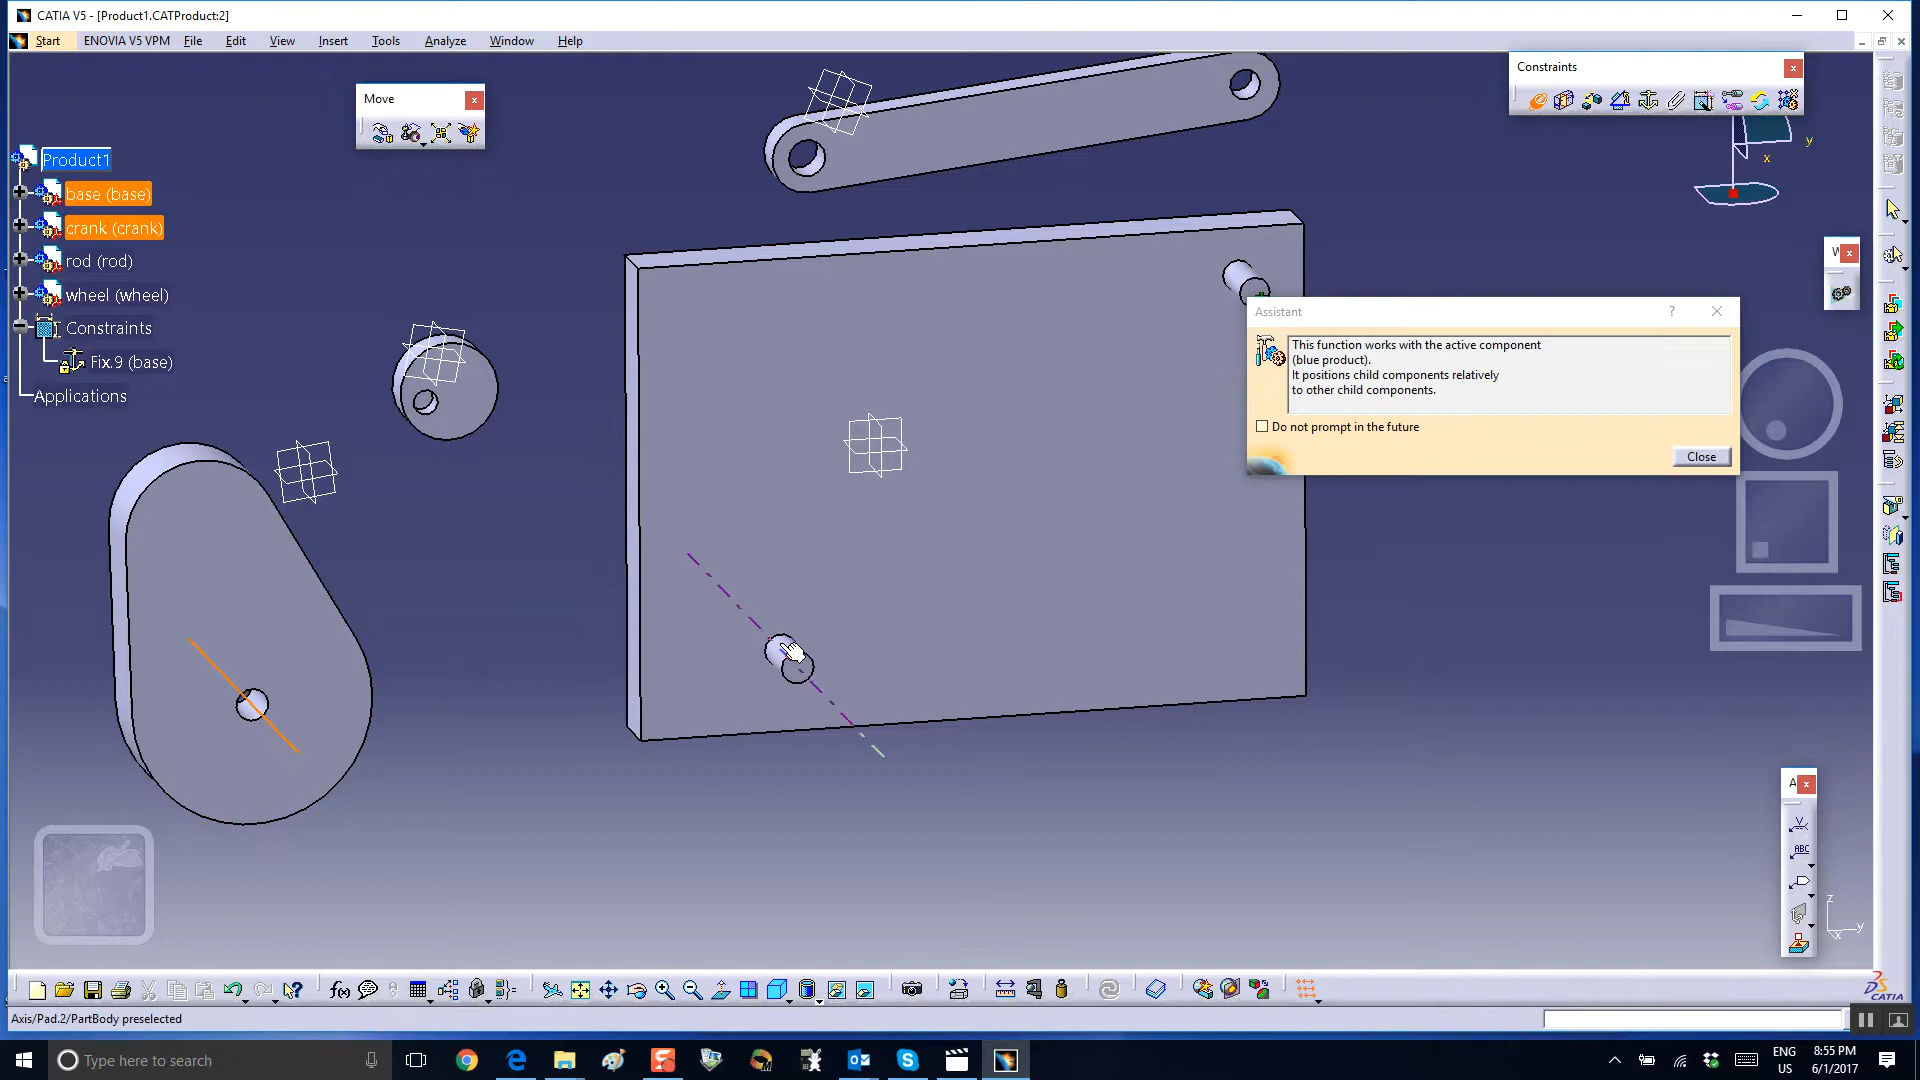 CATIA V5 - [Product1.CATProduct:2]
Start ENOVIA V5 VPM File Edit View Insert Tools Analyze Window Help
Constraints
Move
Product1
base (base)
crank (crank)
rod (rod)
wheel (wheel)
Constraints
Fix.9 (base)
Applications
y
x
W
Assistant
This function works with the active component
(blue product).
It positions child components relatively
to other child components.
Do not prompt in the future
Close
A
ABC
z
y
x
f(x)
DS
CATIA
Axis/Pad.2/PartBody preselected
Type here to search
ENG
US
8:55 PM
6/1/2017